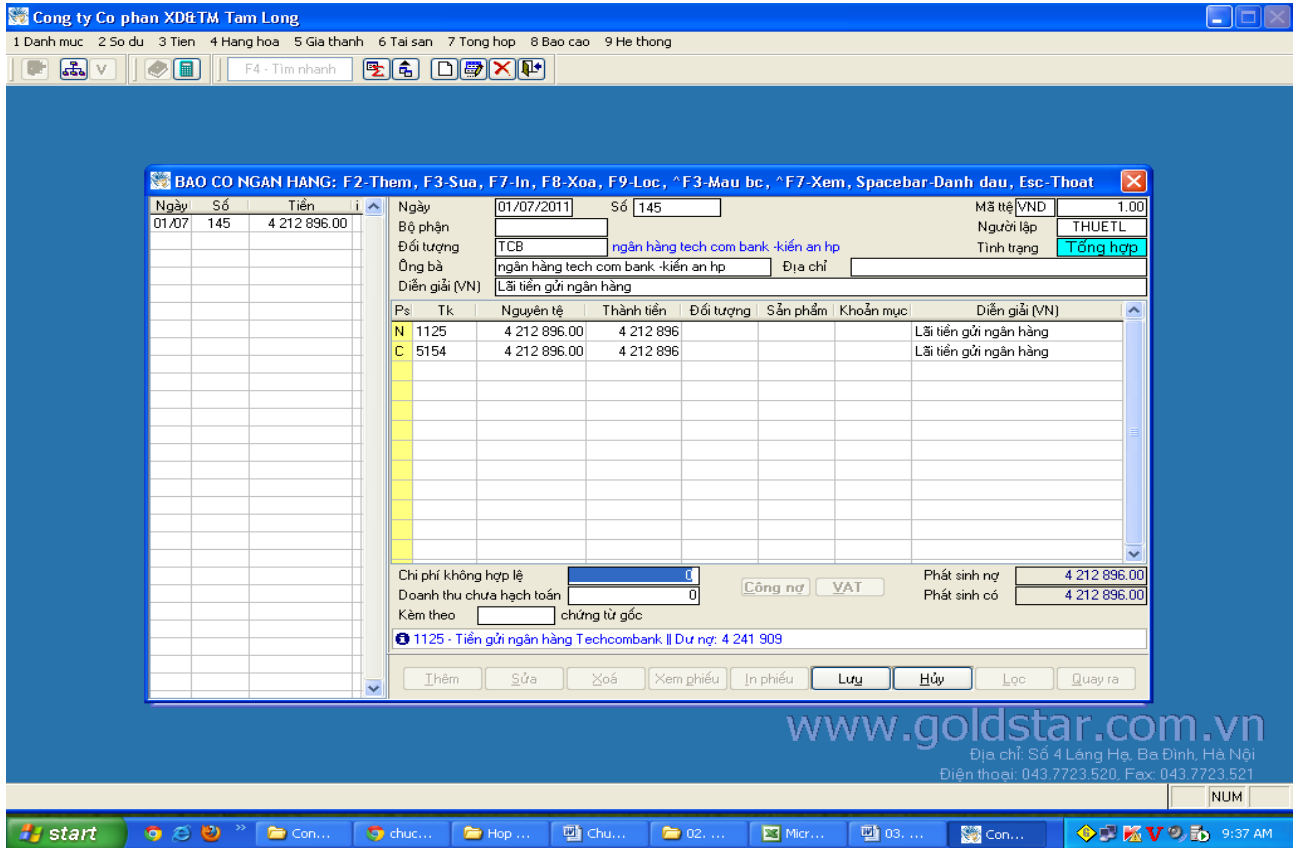 Cong ty Co phan XD&TM Tam Long
1 Danh muc 2 So du 3 Tien 4 Hang hoa 5 Gia thanh 6 Tai san 7 Tong hop 8 Bao cao 9 He thong
F4 - Tìm nhanh
BAO CO NGAN HANG: F2-Them, F3-Sua, F7-In, F8-Xoa, F9-Loc, ^F3-Mau bc, ^F7-Xem, Spacebar-Danh dau, Esc-Thoat
Ngày Số Tiền i
01/07 145 4 212 896.00
Ngày 01/07/2011 Số 145 Mã ttệ VND 1.00
Bộ phận Người lập THUETL
Đối tượng TCB ngân hàng tech com bank -kiến an hp Tình trạng Tổng hợp
Ông bà ngân hàng tech com bank -kiến an hp Địa chỉ
Diễn giải (VN) Lãi tiền gửi ngân hàng
Ps Tk Nguyên tệ Thành tiền Đối tượng Sản phẩm Khoản mục Diễn giải (VN)
N 1125 4 212 896.00 4 212 896 Lãi tiền gửi ngân hàng
C 5154 4 212 896.00 4 212 896 Lãi tiền gửi ngân hàng
Chi phí không hợp lệ 0 Công nợ VAT Phát sinh nợ 4 212 896.00
Doanh thu chưa hạch toán 0 Phát sinh có 4 212 896.00
Kèm theo chứng từ gốc
1125 - Tiền gửi ngân hàng Techcombank || Dư nợ: 4 241 909
Thêm Sửa Xoá Xem phiếu In phiếu Lưu Hủy Lọc Quay ra
www.goldstar.com.vn
Địa chỉ: Số 4 Láng Hạ, Ba Đình, Hà Nội
Điện thoại: 043.7723.520, Fax: 043.7723.521
NUM
start » Con... chuc... Hop ... Chu... 02. ... Micr... 03. ... Con... 9:37 AM